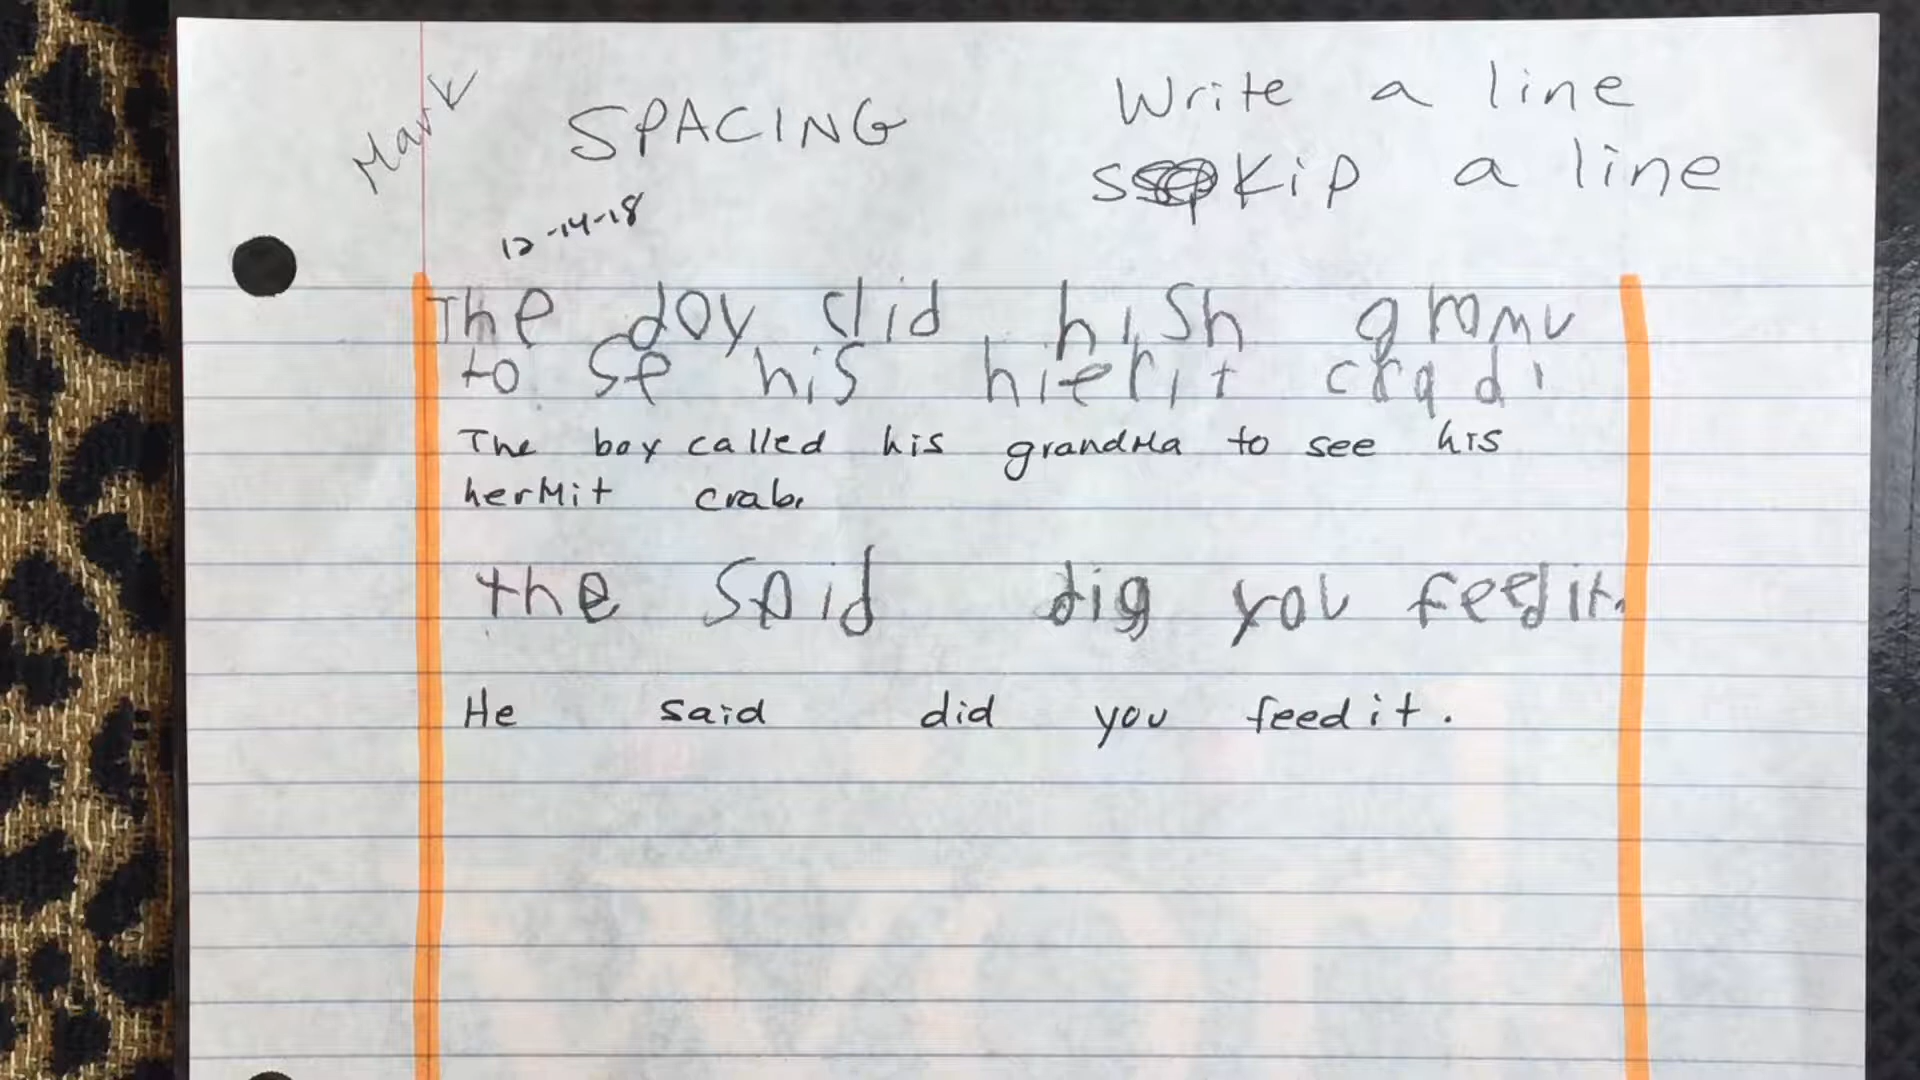 Mark
SPACING
Write a line
skip a line
12-14-18
The doy clid hish gromu
to se his hierit crqd.
The boy called his grandma to see his
hermit crab.
the Said dig you feedit.
He said did you feedit.